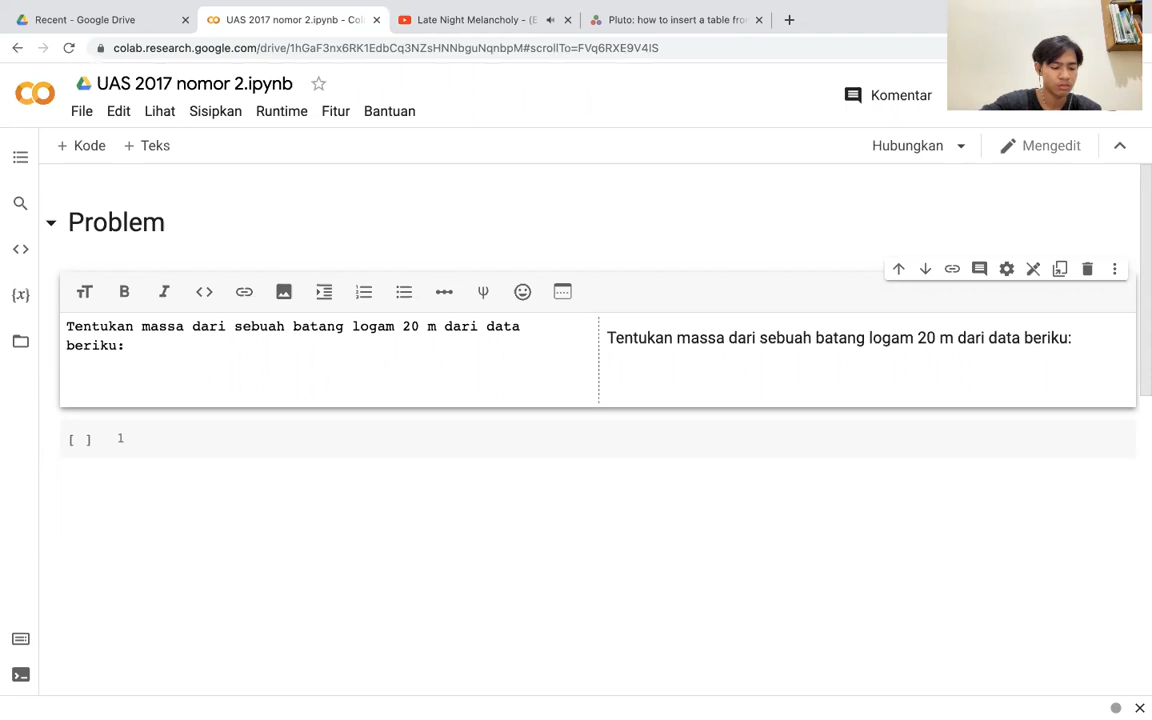 Recent - Google Drive
UAS 2017 nomor 2.ipynb - Co
Late Night Melancholy - (E
Pluto: how to insert a table from
colab.research.google.com/drive/1hGaF3nx6RK1EdbCq3NZsHNNbguNqnbpM#scrollTo=FVq6RXE9V4lS
UAS 2017 nomor 2.ipynb
File Edit Lihat Sisipkan Runtime Fitur Bantuan
Komentar
+ Kode + Teks
Hubungkan
Mengedit
Problem
Tentukan massa dari sebuah batang logam 20 m dari data
beriku:
Tentukan massa dari sebuah batang logam 20 m dari data beriku:
[ ] 1